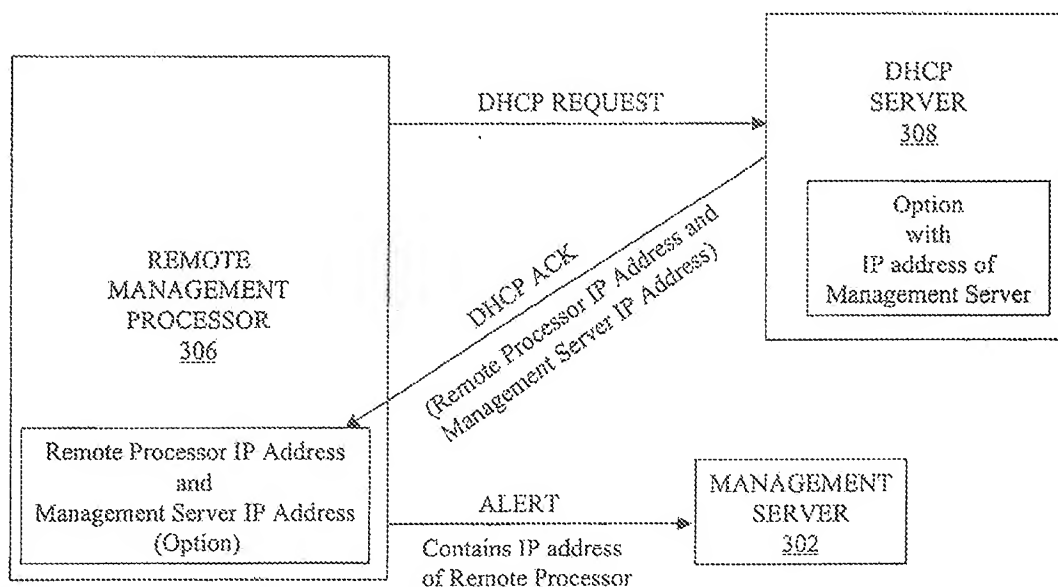 DHCP REQUEST
DHCP
SERVER
308
Option
with
IP address of
Management Server
REMOTE
MANAGEMENT
PROCESSOR
306
DHCP ACK
(Remote Processor IP Address and
Management Server IP Address)
Remote Processor IP Address
and
Management Server IP Address
(Option)
ALERT
Contains IP address
of Remote Processor
MANAGEMENT
SERVER
302